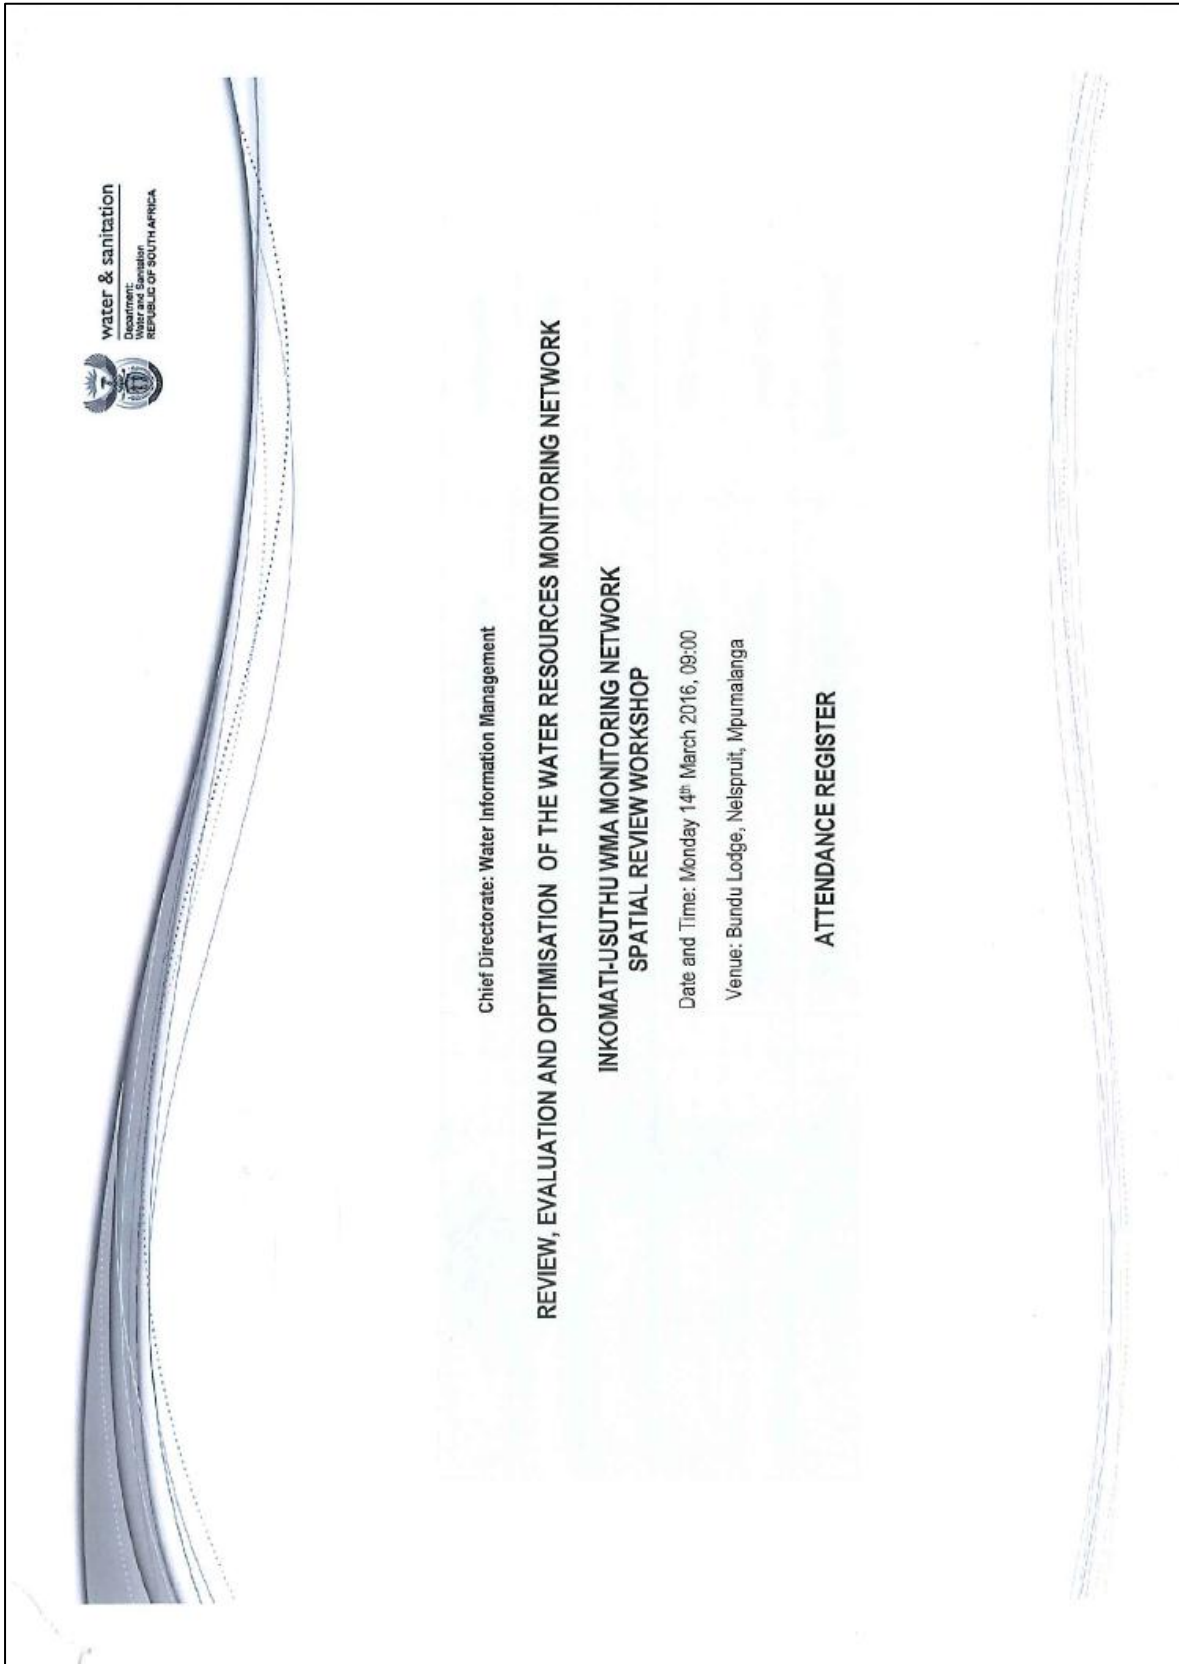 water & sanitation
Department:
Water and Sanitation
REPUBLIC OF SOUTH AFRICA
Chief Directorate: Water Information Management
REVIEW, EVALUATION AND OPTIMISATION OF THE WATER RESOURCES MONITORING NETWORK
INKOMATI-USUTHU WMA MONITORING NETWORK
SPATIAL REVIEW WORKSHOP
Date and Time: Monday 14th March 2016, 09:00
Venue: Bundu Lodge, Nelspruit, Mpumalanga
ATTENDANCE REGISTER